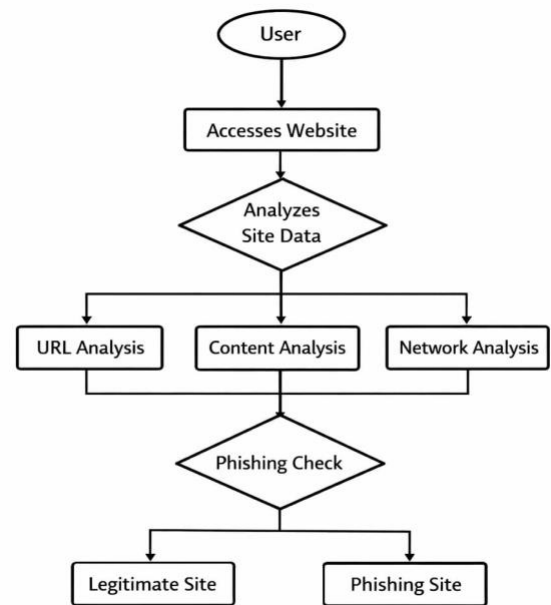 User
Accesses Website
Analyzes
Site Data
URL Analysis
Content Analysis
Network Analysis
Phishing Check
Legitimate Site
Phishing Site